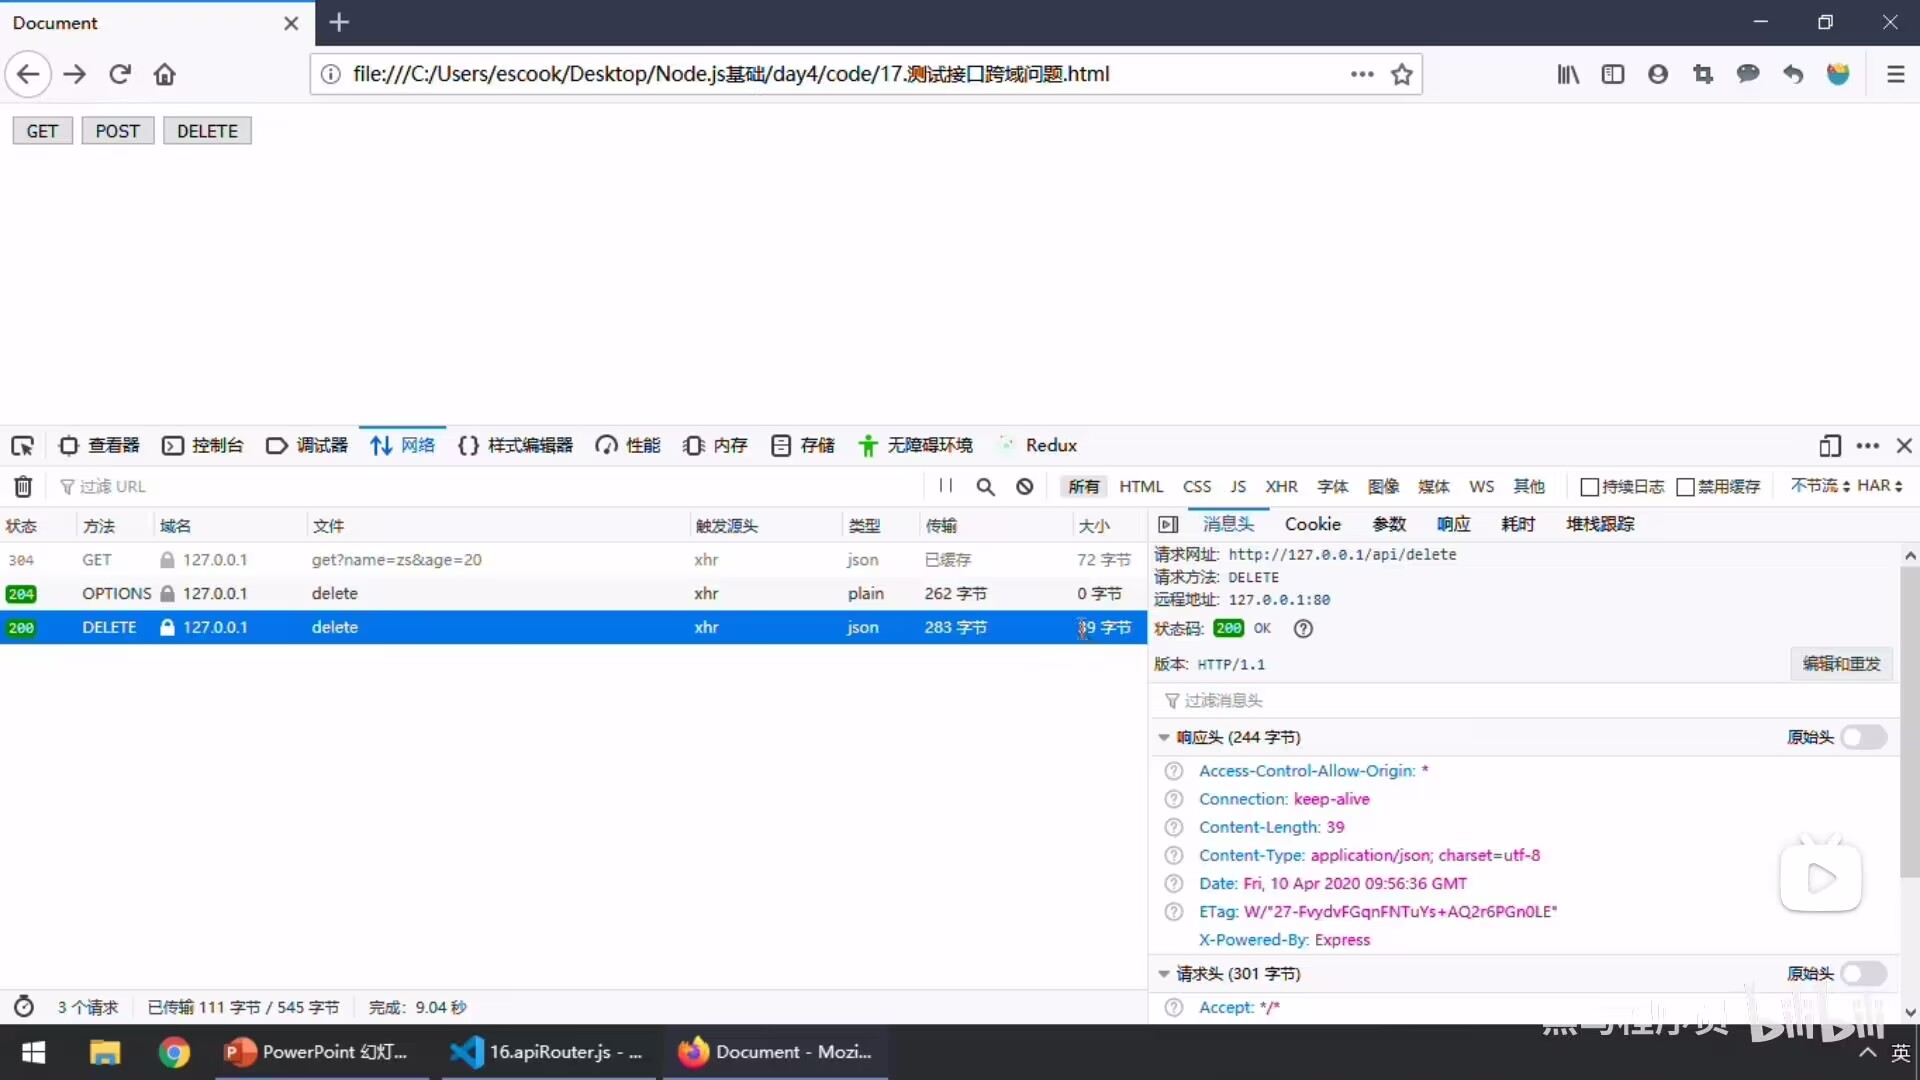 Document
file:///C:/Users/escook/Desktop/Node.js基础/day4/code/17.测试接口跨域问题.html
GET POST DELETE
查看器 控制台 调试器 网络 样式编辑器 性能 内存 存储 无障碍环境 Redux
过滤 URL 所有 HTML CSS JS XHR 字体 图像 媒体 WS 其他 持续日志 禁用缓存 不节流 HAR
状态 方法 域名 文件 触发源头 类型 传输 大小
304 GET 127.0.0.1 get?name=zs&age=20 xhr json 已缓存 72 字节
204 OPTIONS 127.0.0.1 delete xhr plain 262 字节 0 字节
200 DELETE 127.0.0.1 delete xhr json 283 字节 39 字节
消息头 Cookie 参数 响应 耗时 堆栈跟踪
请求网址: http://127.0.0.1/api/delete
请求方法: DELETE
远程地址: 127.0.0.1:80
状态码: 200 OK
版本: HTTP/1.1 编辑和重发
过滤消息头
响应头 (244 字节) 原始头
Access-Control-Allow-Origin: *
Connection: keep-alive
Content-Length: 39
Content-Type: application/json; charset=utf-8
Date: Fri, 10 Apr 2020 09:56:36 GMT
ETag: W/"27-FvydvFGqnFNTuYs+AQ2r6PGn0LE"
X-Powered-By: Express
请求头 (301 字节) 原始头
Accept: */*
3 个请求 已传输 111 字节 / 545 字节 完成: 9.04 秒
黑马程序员 bilibili
PowerPoint 幻灯... 16.apiRouter.js - ... Document - Mozi... 英